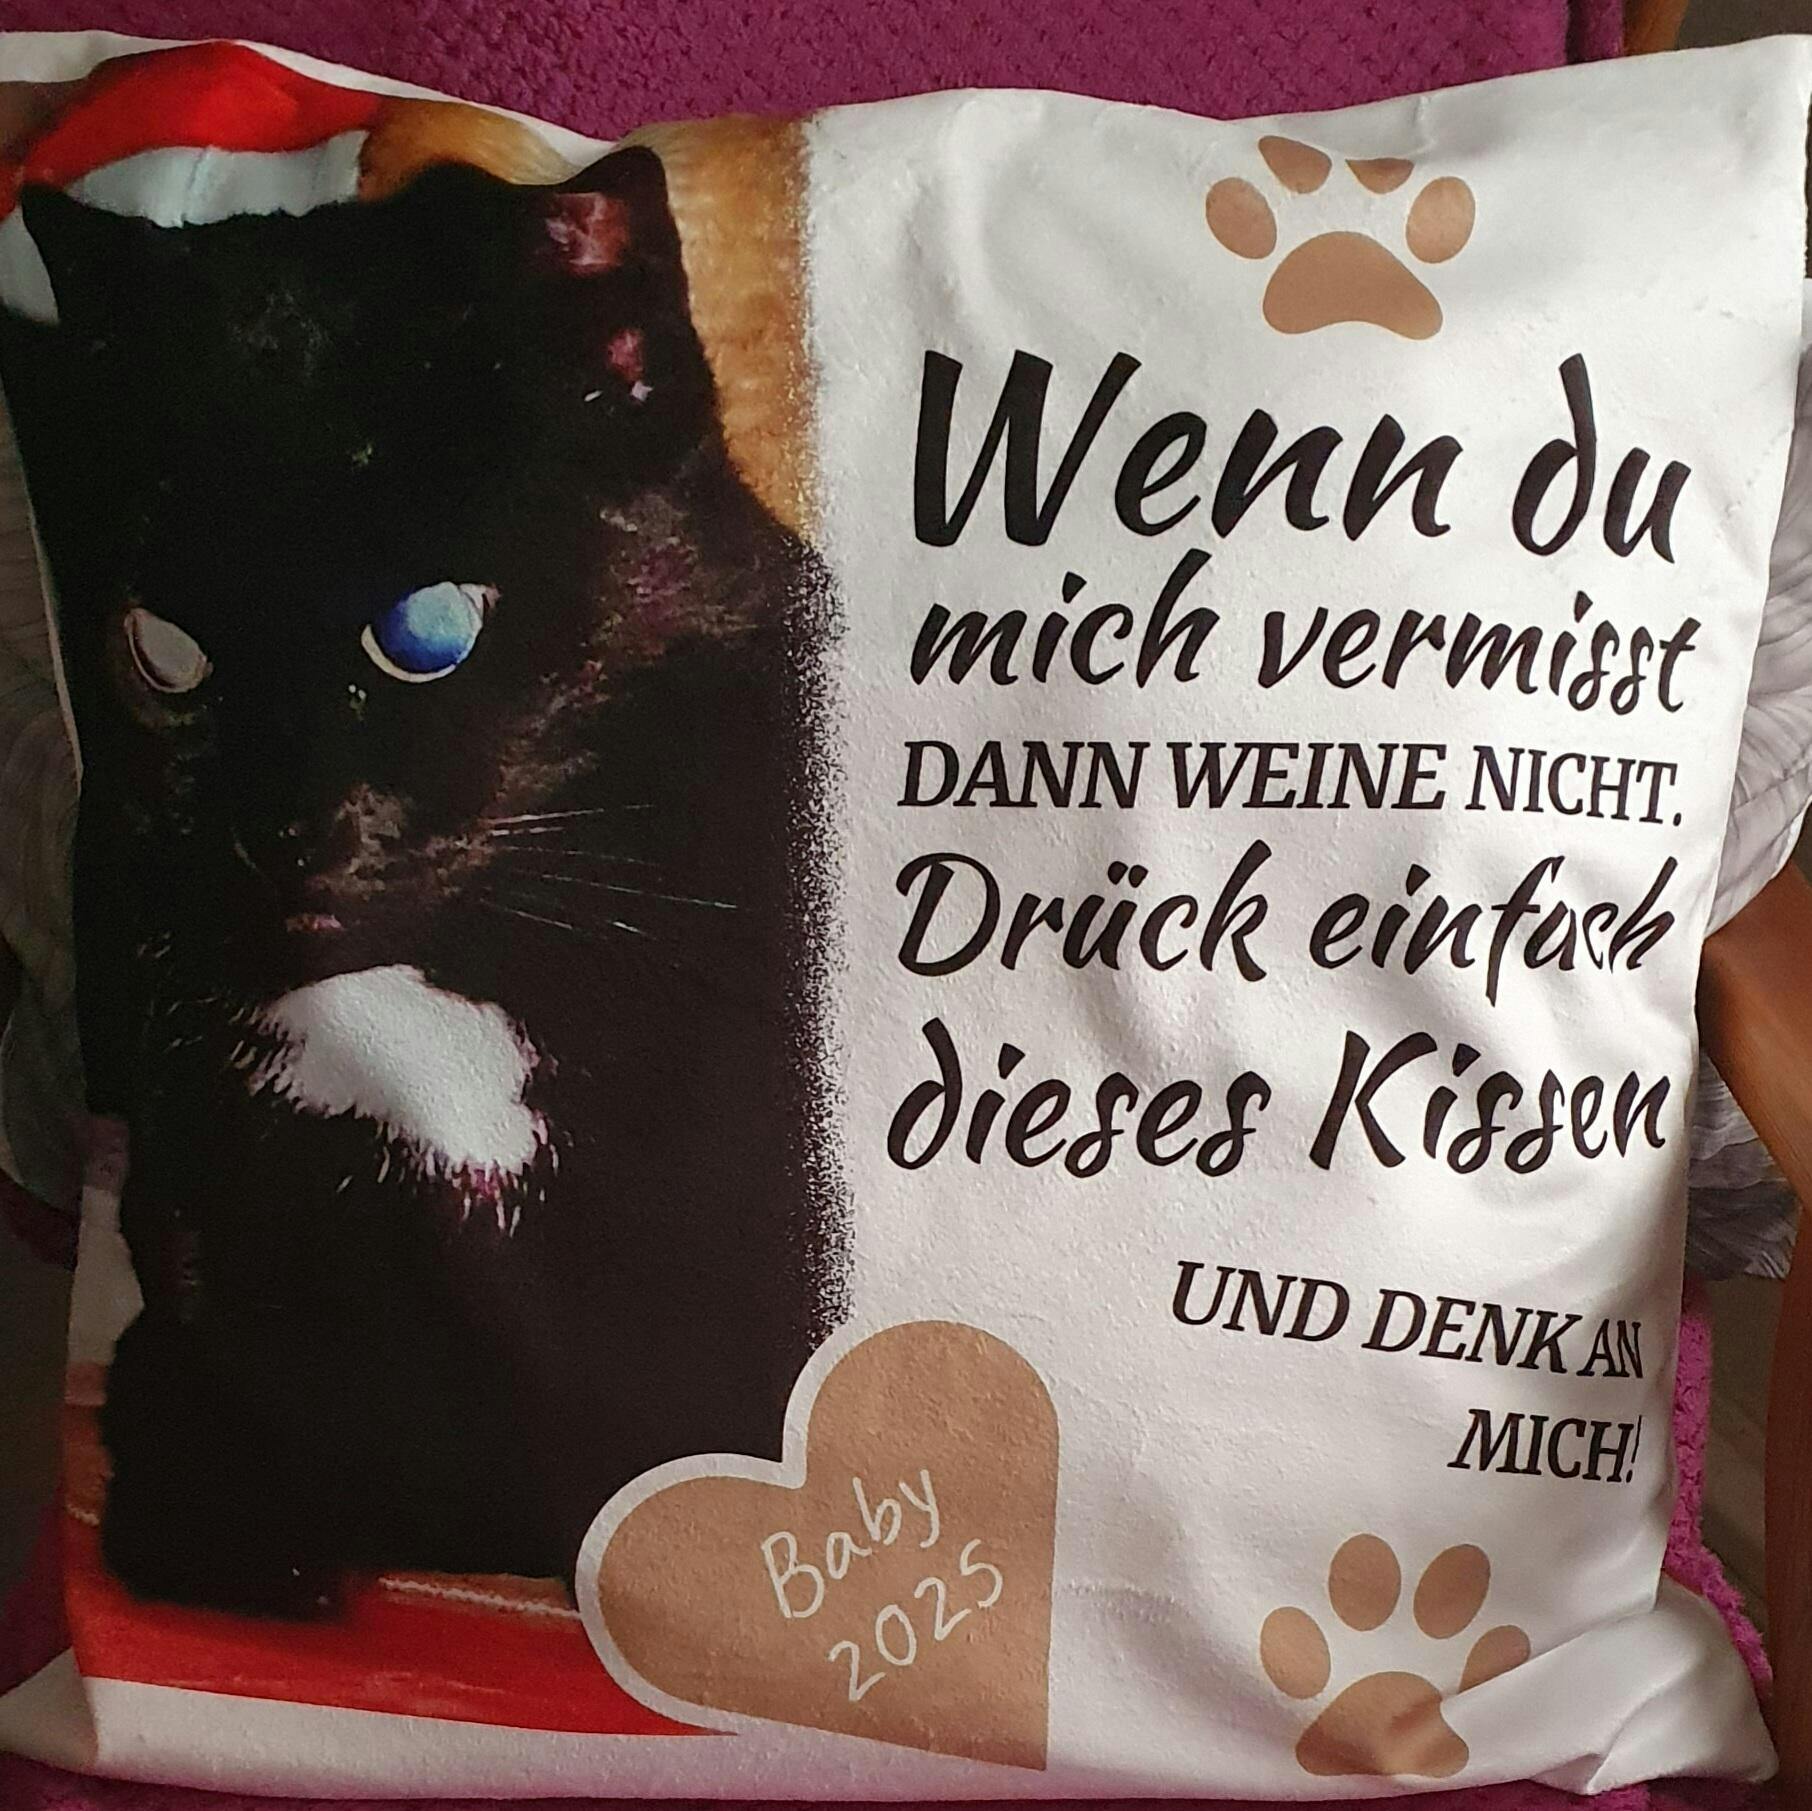 Wenn du
mich vermisst
DANN WEINE NICHT.
Drück einfach
dieses Kissen
UND DENK AN
MICH!
Baby
2025